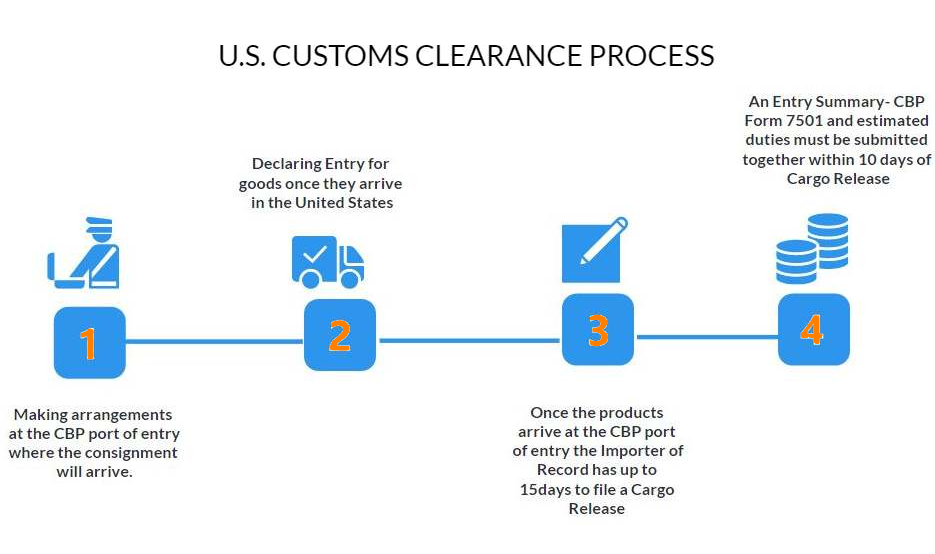 U.S. CUSTOMS CLEARANCE PROCESS
1
Making arrangements
at the CBP port of entry
where the consignment
will arrive.
Declaring Entry for
goods once they arrive
in the United States
2
3
Once the products
arrive at the CBP port
of entry the Importer of
Record has up to
15days to file a Cargo
Release
An Entry Summary- CBP
Form 7501 and estimated
duties must be submitted
together within 10 days of
Cargo Release
4